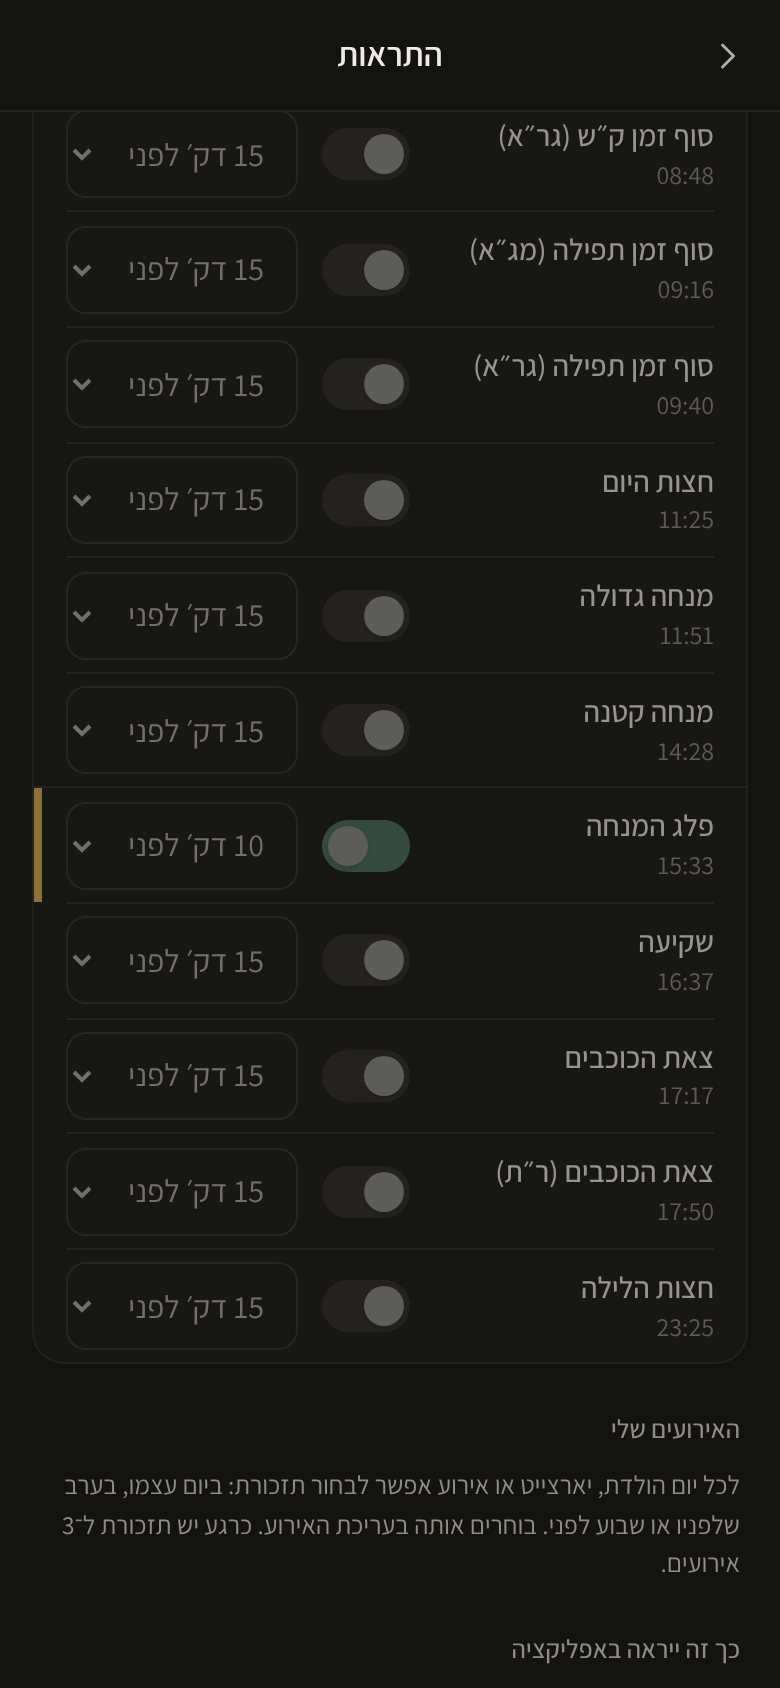 התראות
סוף זמן ק״ש (גר״א)
08:48
15 דק׳ לפני
סוף זמן תפילה (מג״א)
09:16
15 דק׳ לפני
סוף זמן תפילה (גר״א)
09:40
15 דק׳ לפני
חצות היום
11:25
15 דק׳ לפני
מנחה גדולה
11:51
15 דק׳ לפני
מנחה קטנה
14:28
15 דק׳ לפני
פלג המנחה
15:33
10 דק׳ לפני
שקיעה
16:37
15 דק׳ לפני
צאת הכוכבים
17:17
15 דק׳ לפני
צאת הכוכבים (ר״ת)
17:50
15 דק׳ לפני
חצות הלילה
23:25
15 דק׳ לפני
האירועים שלי
לכל יום הולדת, יארצייט או אירוע אפשר לבחור תזכורת: ביום עצמו, בערב
שלפניו או שבוע לפני. בוחרים אותה בעריכת האירוע. כרגע יש תזכורת ל־3
אירועים.
כך זה ייראה באפליקציה